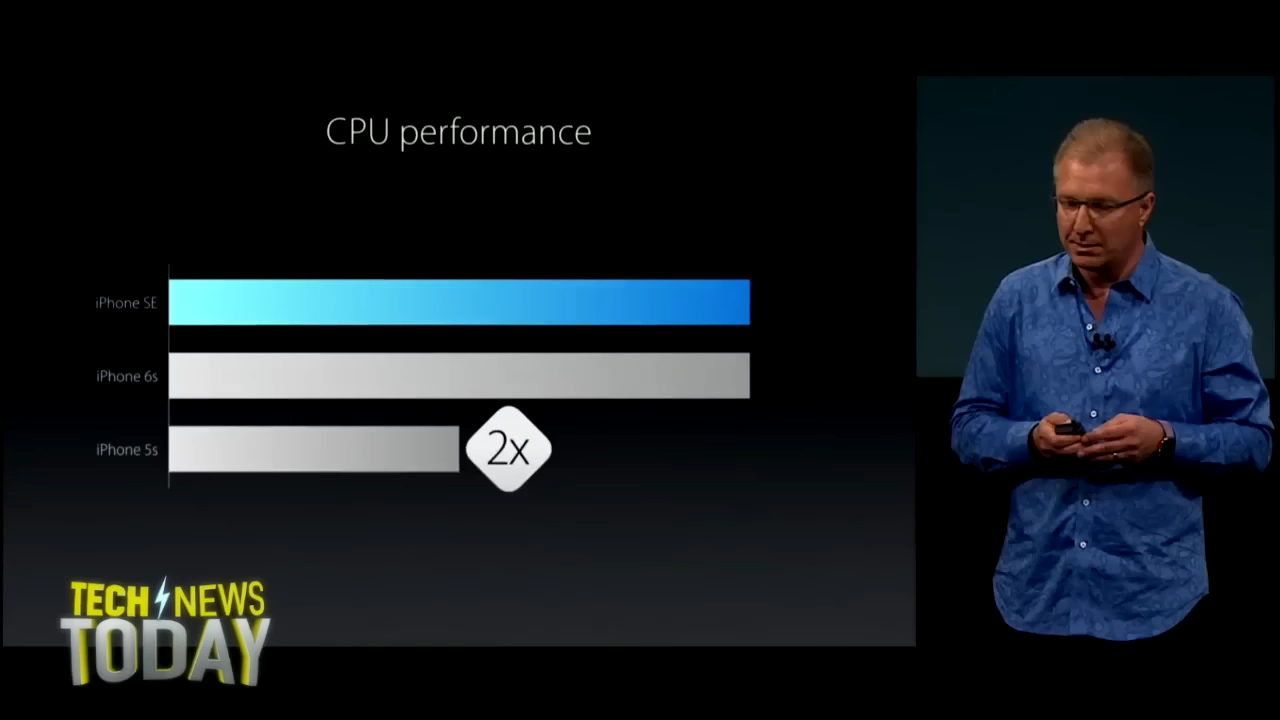 CPU performance
iPhone SE
iPhone 6s
iPhone 5s
2x
TECH NEWS
TODAY